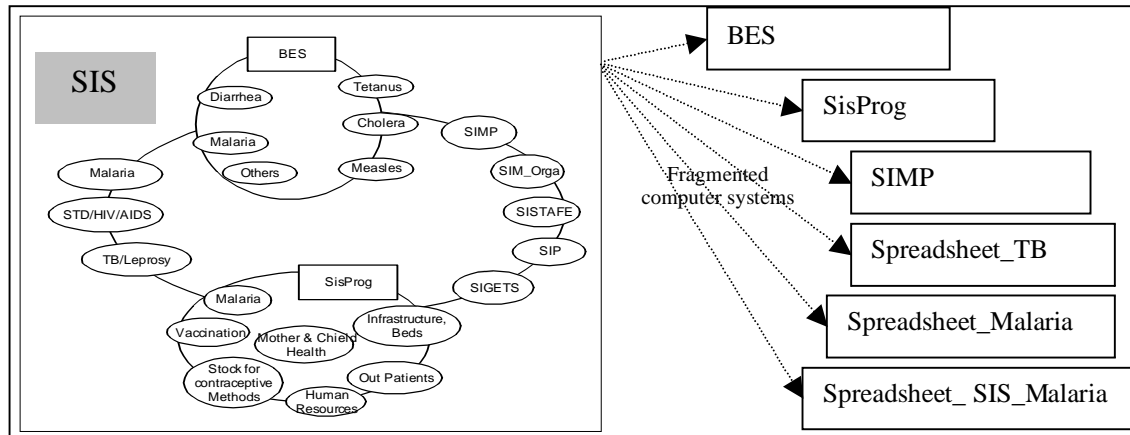 SIS
BES
Diarrhea
Tetanus
Cholera
Malaria
Others
Measles
SIMP
SIM_Orga
SISTAFE
SIP
SIGETS
Malaria
STD/HIV/AIDS
TB/Leprosy
SisProg
Malaria
Infrastructure,
Beds
Vaccination
Mother & Chield
Health
Stock for
contraceptive
Methods
Out Patients
Human
Resources
Fragmented
computer systems
BES
SisProg
SIMP
Spreadsheet_TB
Spreadsheet_Malaria
Spreadsheet_ SIS_Malaria